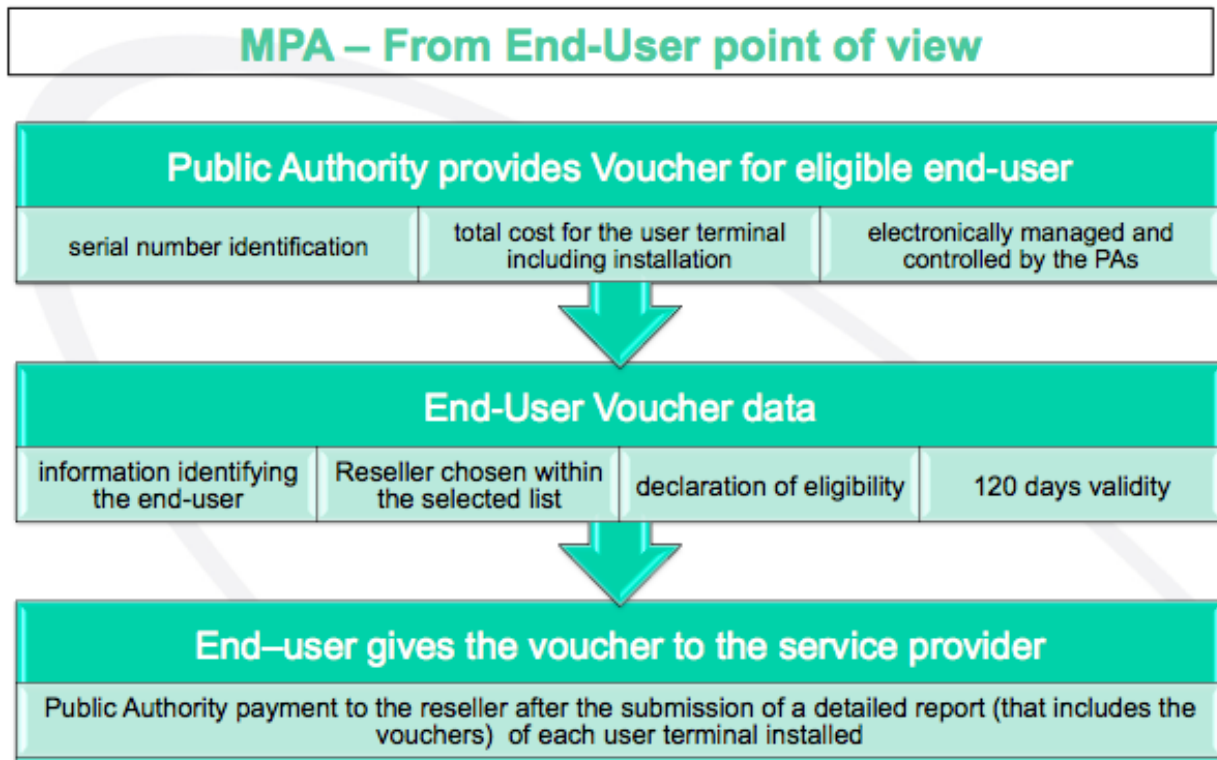 MPA – From End-User point of view
Public Authority provides Voucher for eligible end-user
serial number identification
total cost for the user terminal
including installation
electronically managed and
controlled by the PAs
End-User Voucher data
information identifying
the end-user
Reseller chosen within
the selected list
declaration of eligibility
120 days validity
End–user gives the voucher to the service provider
Public Authority payment to the reseller after the submission of a detailed report (that includes the
vouchers)  of each user terminal installed